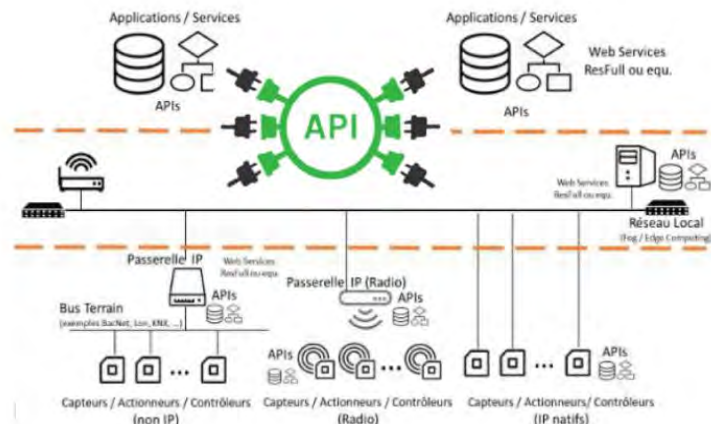 Applications / Services
Applications / Services
Web Services
ResFull ou equ.
APIs
API
APIs
APIs
Web Services
ResFull ou equ.
Réseau Local
(Fog / Edge Computing)
Passerelle IP
Web Services
ResFull ou equ.
Passerelle IP (Radio)
APIs
APIs
Bus Terrain
(exemples BacNet, Lon, KNX, ...)
APIs
APIs
...
...
...
Capteurs / Actionneurs / Contrôleurs
(non IP)
Capteurs / Actionneurs / Contrôleurs
(Radio)
Capteurs / Actionneurs/ Contrôleurs
(IP natifs)